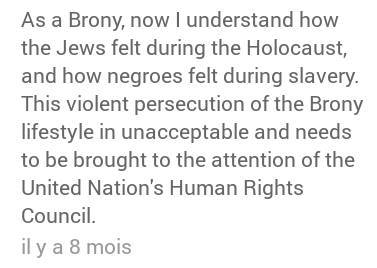 As a Brony, now I understand how
the Jews felt during the Holocaust,
and how negroes felt during slavery.
This violent persecution of the Brony
lifestyle in unacceptable and needs
to be brought to the attention of the
United Nation's Human Rights
Council.
il y a 8 mois